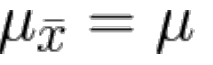 μ_x̄ = μ